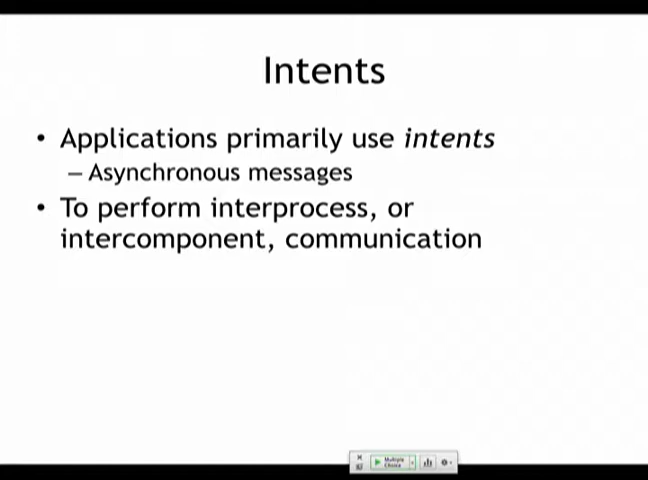 Intents
• Applications primarily use intents
– Asynchronous messages
• To perform interprocess, or
intercomponent, communication
Multiple
Choice